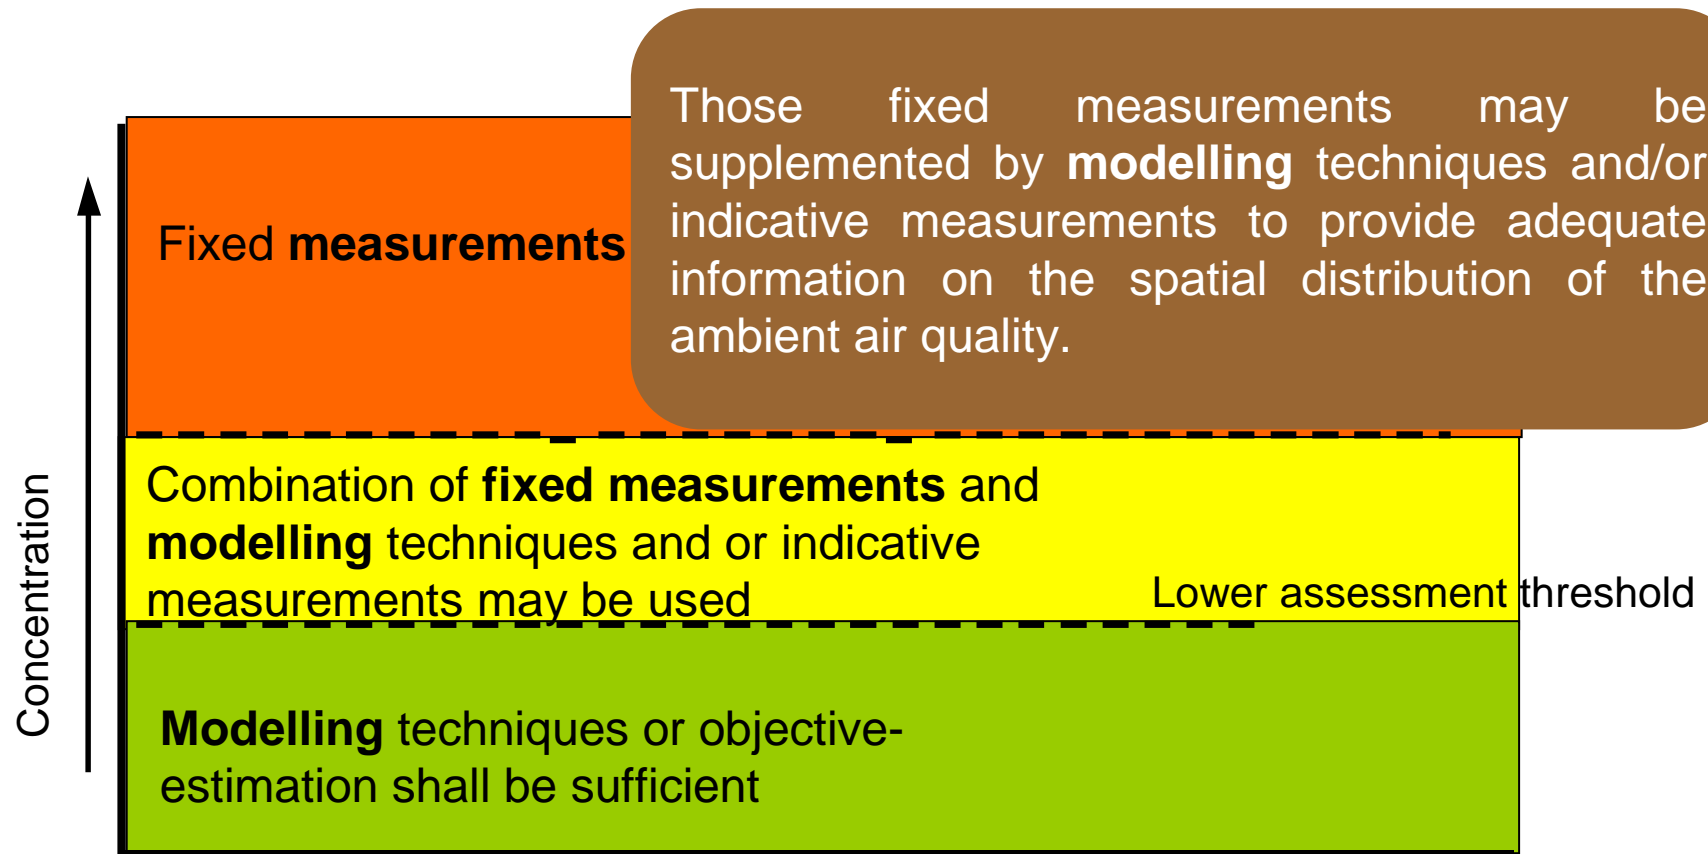 Those fixed measurements may be
supplemented by modelling techniques and/or
indicative measurements to provide adequate
information on the spatial distribution of the
ambient air quality.
Fixed measurements
Combination of fixed measurements and
modelling techniques and or indicative
measurements may be used
Lower assessment threshold
Modelling techniques or objective-
estimation shall be sufficient
Concentration